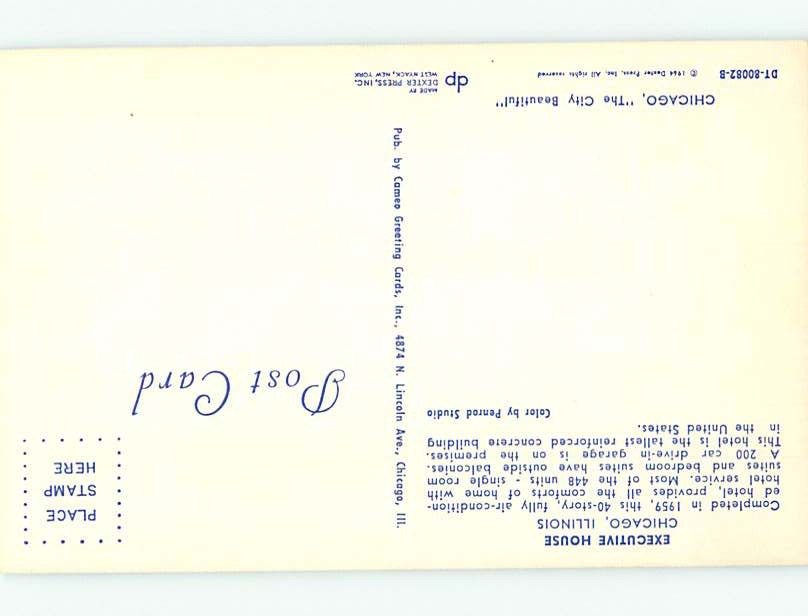 EXECUTIVE HOUSE
CHICAGO, ILLINOIS
Completed in 1959, this 40-story, fully air-condition-
ed hotel, provides all the comforts of home with
hotel service. Most of the 448 units - single room
suites and bedroom suites have outside balconies.
A 200 car drive-in garage is on the premises.
This hotel is the tallest reinforced concrete building
in the United States.
Color by Penrod Studio
CHICAGO, "The City Beautiful"
DT-80082-B
© 1964 Dexter Press, Inc. All rights reserved
Pub. by Cameo Greeting Cards, Inc., 4874 N. Lincoln Ave., Chicago, Ill.
dp
MADE BY
DEXTER PRESS, INC.
WEST NYACK, NEW YORK
Post Card
PLACE
STAMP
HERE